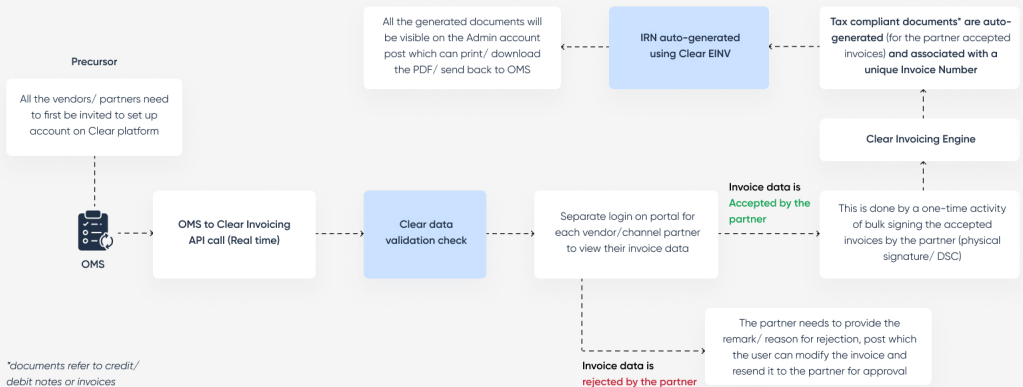 Precursor
All the vendors/ partners need
to first be invited to set up
account on Clear platform
OMS
OMS to Clear Invoicing
API call (Real time)
Clear data
validation check
Separate login on portal for
each vendor/channel partner
to view their invoice data
Invoice data is
Accepted by the
partner
This is done by a one-time activity
of bulk signing the accepted
invoices by the partner (physical
signature/ DSC)
Clear Invoicing Engine
Tax compliant documents* are auto-
generated (for the partner accepted
invoices) and associated with a
unique Invoice Number
IRN auto-generated
using Clear EINV
All the generated documents will
be visible on the Admin account
post which can print/ download
the PDF/ send back to OMS
Invoice data is
rejected by the partner
The partner needs to provide the
remark/ reason for rejection, post which
the user can modify the invoice and
resend it to the partner for approval
*documents refer to credit/
debit notes or invoices